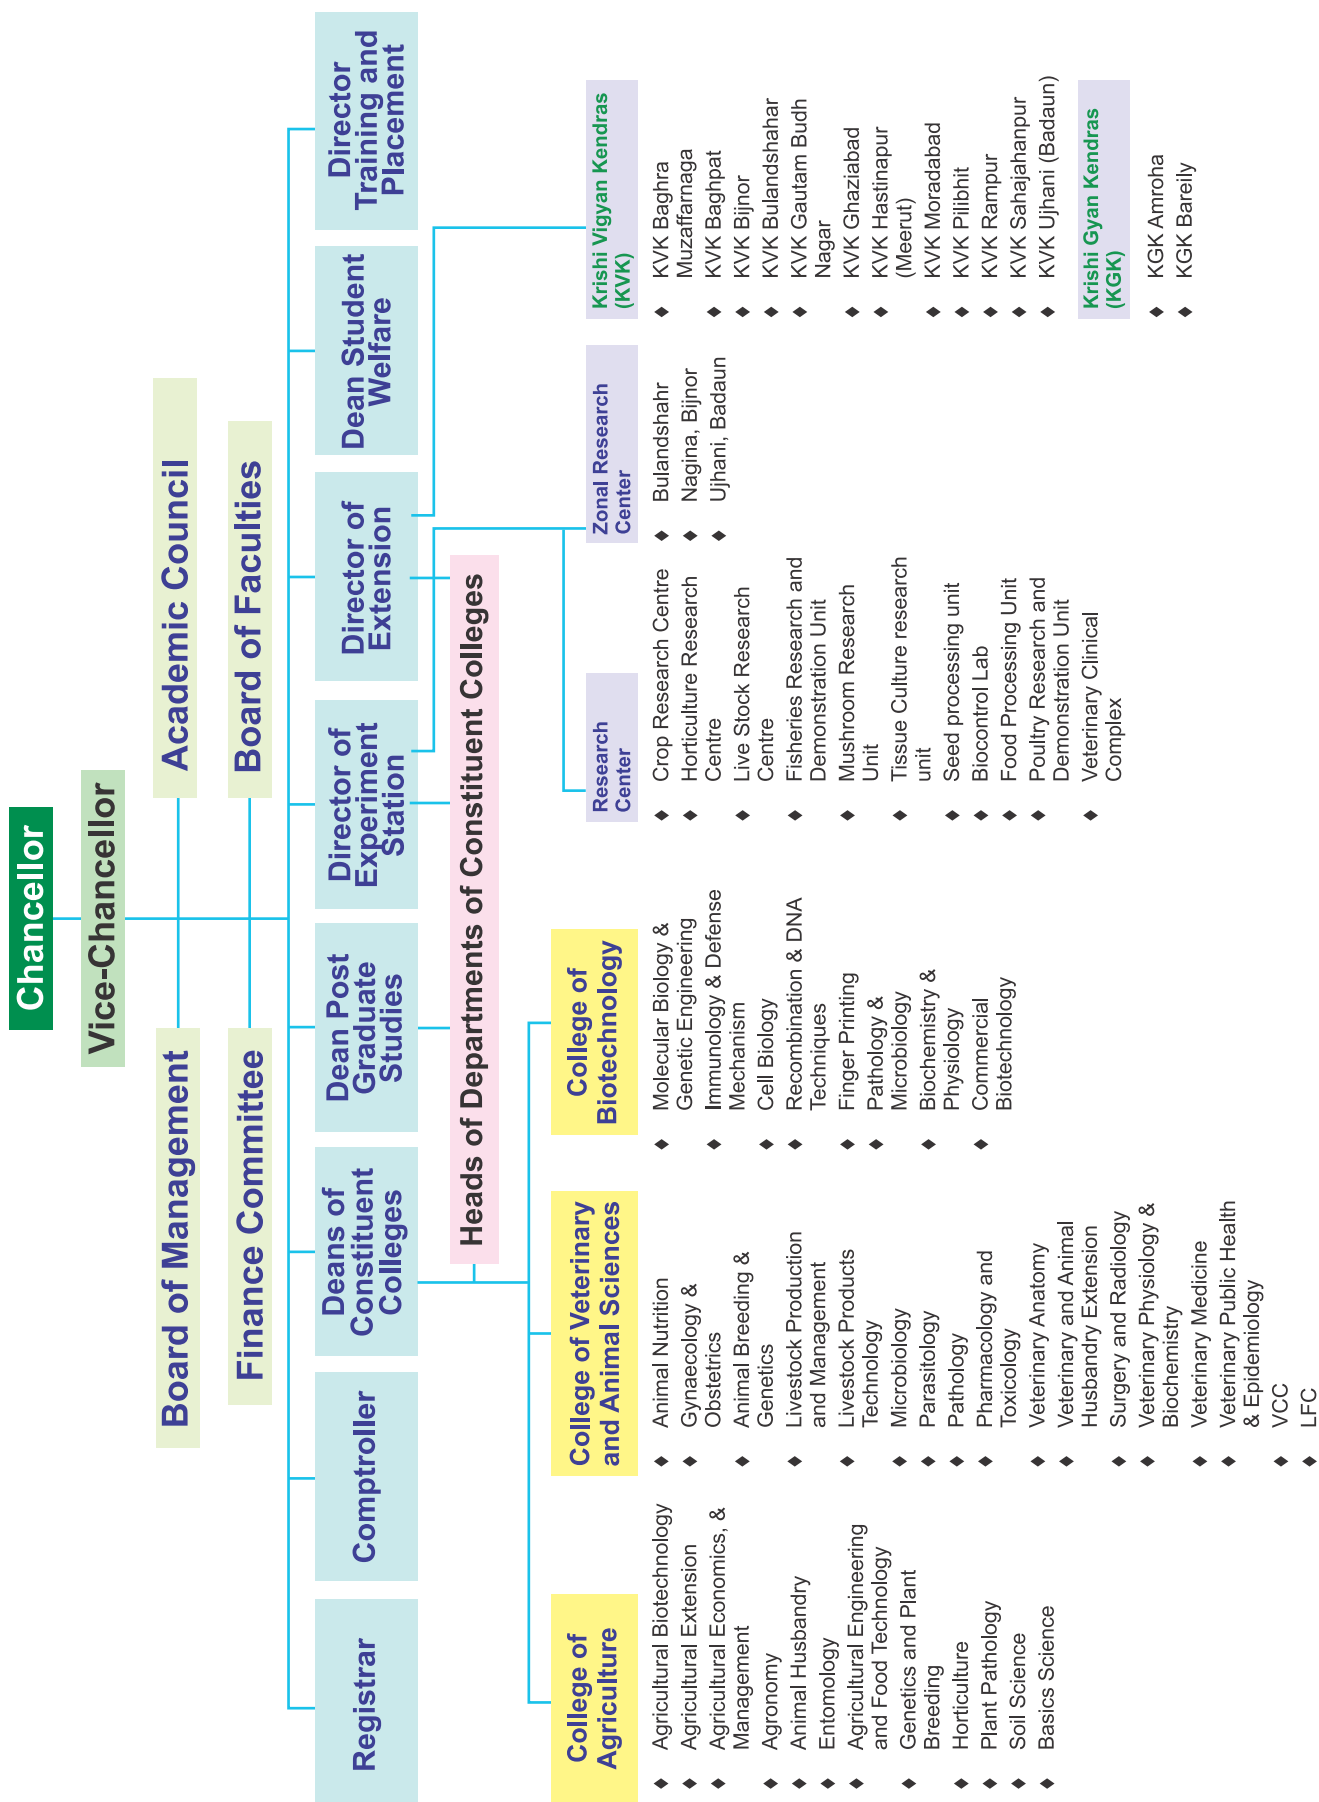 Chancellor
Vice-Chancellor
Board of Management
Academic Council
Finance Committee
Board of Faculties
Registrar
Comptroller
Deans of
Constituent
Colleges
Dean Post
Graduate
Studies
Director of
Experiment
Station
Director of
Extension
Dean Student
Welfare
Director
Training and
Placement
Heads of Departments of Constituent Colleges
College of
Agriculture
♦ Agricultural Biotechnology
♦ Agricultural Extension
♦ Agricultural Economics, &
Management
♦ Agronomy
♦ Animal Husbandry
♦ Entomology
♦ Agricultural Engineering
and Food Technology
♦ Genetics and Plant
Breeding
♦ Horticulture
♦ Plant Pathology
♦ Soil Science
♦ Basics Science
College of Veterinary
and Animal Sciences
♦ Animal Nutrition
♦ Gynaecology &
Obstetrics
♦ Animal Breeding &
Genetics
♦ Livestock Production
and Management
♦ Livestock Products
Technology
♦ Microbiology
♦ Parasitology
♦ Pathology
♦ Pharmacology and
Toxicology
♦ Veterinary Anatomy
♦ Veterinary and Animal
Husbandry Extension
♦ Surgery and Radiology
♦ Veterinary Physiology &
Biochemistry
♦ Veterinary Medicine
♦ Veterinary Public Health
& Epidemiology
♦ VCC
♦ LFC
College of
Biotechnology
♦ Molecular Biology &
Genetic Engineering
♦ Immunology & Defense
Mechanism
♦ Cell Biology
♦ Recombination & DNA
Techniques
♦ Finger Printing
♦ Pathology &
Microbiology
♦ Biochemistry &
Physiology
♦ Commercial
Biotechnology
Research
Center
♦ Crop Research Centre
♦ Horticulture Research
Centre
♦ Live Stock Research
Centre
♦ Fisheries Research and
Demonstration Unit
♦ Mushroom Research
Unit
♦ Tissue Culture research
unit
♦ Seed processing unit
♦ Biocontrol Lab
♦ Food Processing Unit
♦ Poultry Research and
Demonstration Unit
♦ Veterinary Clinical
Complex
Zonal Research
Center
♦ Bulandshahr
♦ Nagina, Bijnor
♦ Ujhani, Badaun
Krishi Vigyan Kendras
(KVK)
♦ KVK Baghra
Muzaffarnaga
♦ KVK Baghpat
♦ KVK Bijnor
♦ KVK Bulandshahar
♦ KVK Gautam Budh
Nagar
♦ KVK Ghaziabad
♦ KVK Hastinapur
(Meerut)
♦ KVK Moradabad
♦ KVK Pilibhit
♦ KVK Rampur
♦ KVK Sahajahanpur
♦ KVK Ujhani (Badaun)
Krishi Gyan Kendras
(KGK)
♦ KGK Amroha
♦ KGK Bareily